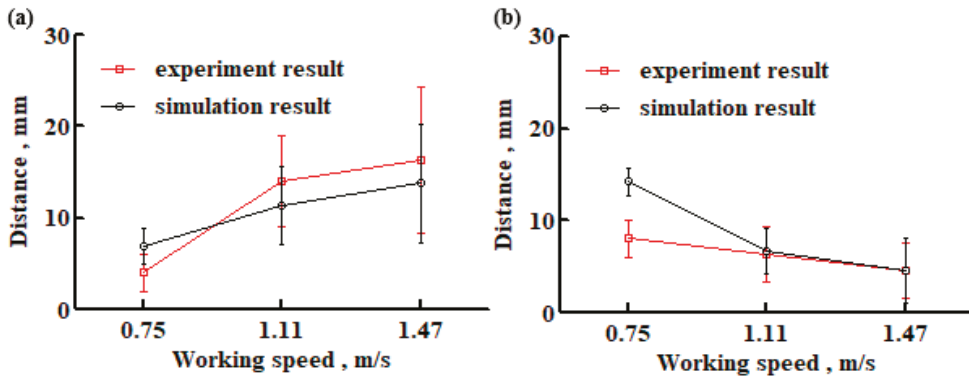 (a)
30
20
10
0
Distance , mm
experiment result
simulation result
0.75 1.11 1.47
Working speed , m/s
(b)
30
20
10
0
Distance , mm
experiment result
simulation result
0.75 1.11 1.47
Working speed , m/s